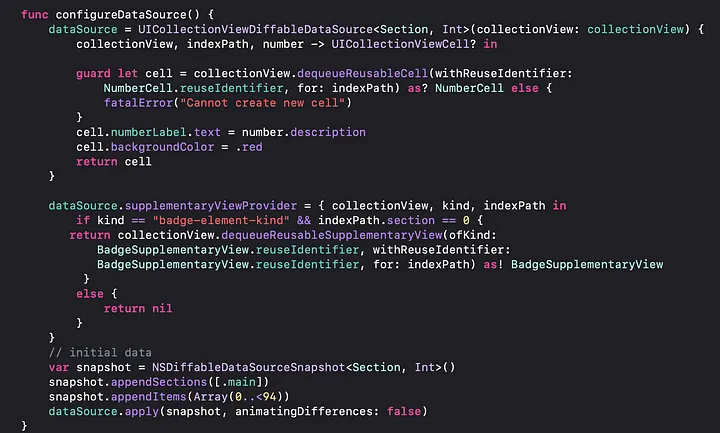 func configureDataSource() {
dataSource = UICollectionViewDiffableDataSource<Section, Int>(collectionView: collectionView) {
collectionView, indexPath, number -> UICollectionViewCell? in
guard let cell = collectionView.dequeueReusableCell(withReuseIdentifier:
NumberCell.reuseIdentifier, for: indexPath) as? NumberCell else {
fatalError("Cannot create new cell")
}
cell.numberLabel.text = number.description
cell.backgroundColor = .red
return cell
}
dataSource.supplementaryViewProvider = { collectionView, kind, indexPath in
if kind == "badge-element-kind" && indexPath.section == 0 {
return collectionView.dequeueReusableSupplementaryView(ofKind:
BadgeSupplementaryView.reuseIdentifier, withReuseIdentifier:
BadgeSupplementaryView.reuseIdentifier, for: indexPath) as! BadgeSupplementaryView
}
else {
return nil
}
}
// initial data
var snapshot = NSDiffableDataSourceSnapshot<Section, Int>()
snapshot.appendSections([.main])
snapshot.appendItems(Array(0..<94))
dataSource.apply(snapshot, animatingDifferences: false)
}